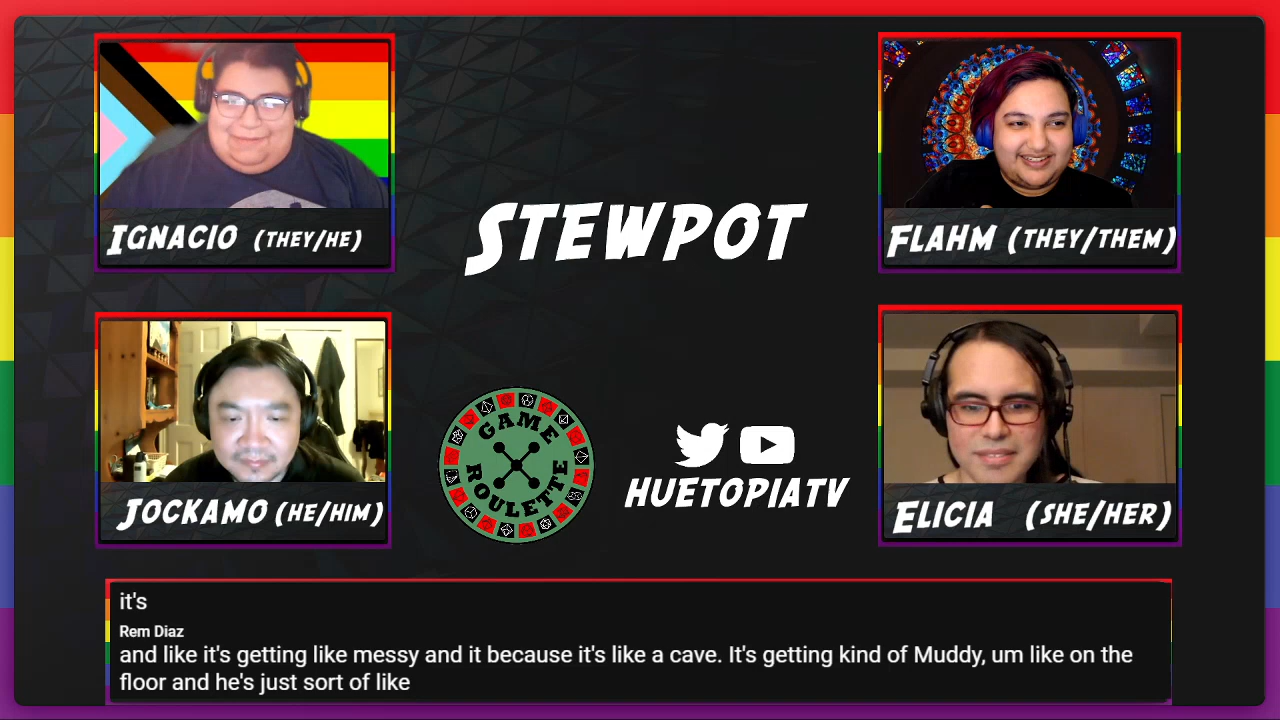 IGNACIO (THEY/HE)
FLAHM (THEY/THEM)
STEWPOT
JOCKAMO (HE/HIM)
GAME
ROULETTE
HUETOPIATV
ELICIA (SHE/HER)
it's
Rem Diaz
and like it's getting like messy and it because it's like a cave. It's getting kind of Muddy, um like on the
floor and he's just sort of like